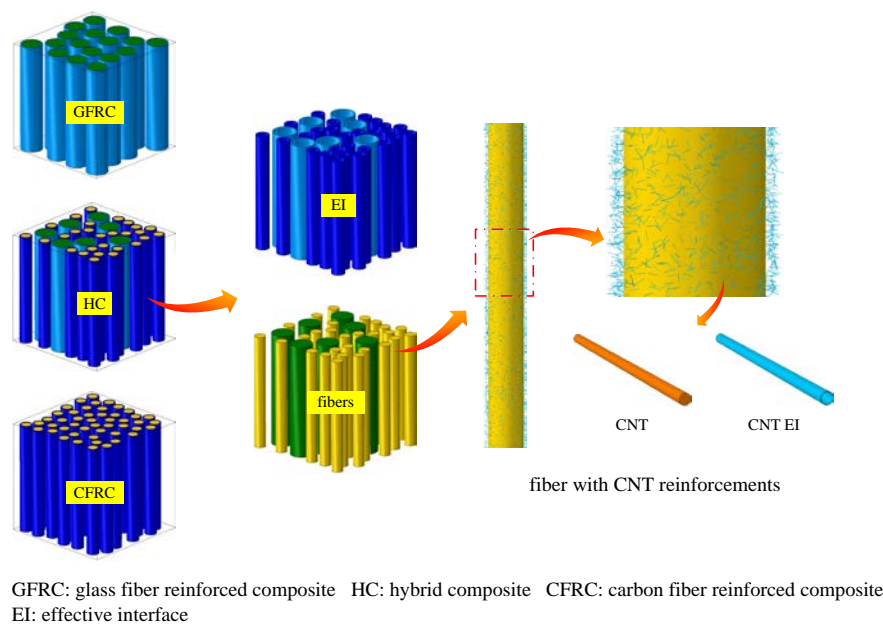 GFRC
EI
HC
fibers
CFRC
CNT
CNT EI
fiber with CNT reinforcements
GFRC: glass fiber reinforced composite HC: hybrid composite CFRC: carbon fiber reinforced composite
EI: effective interface